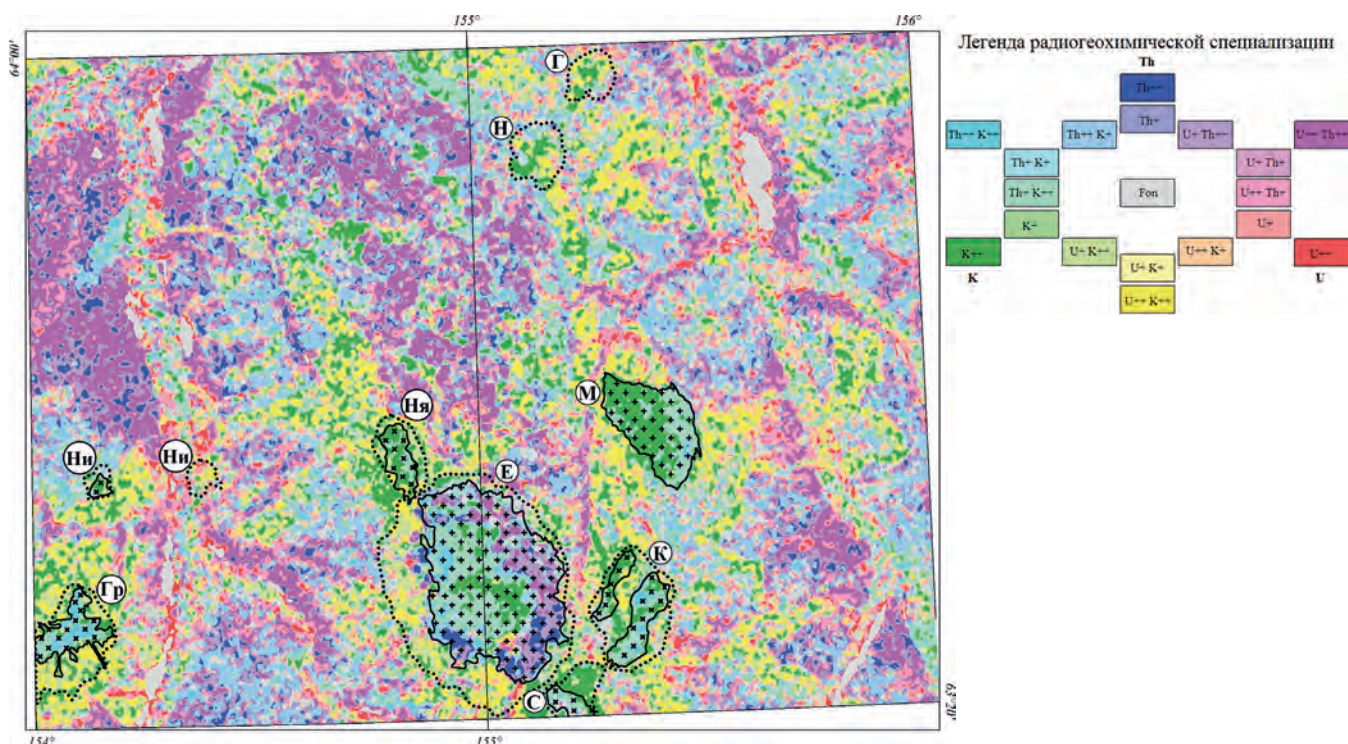 155°
156°
64°00'
Г
Н
М
Ня
Ни
Ни
Е
К
Гр
С
63°20'
154°
155°
Легенда радиогеохимической специализации
Th
Th++
Th+
Th++ K++
Th++ K+
U+ Th++
U++ Th++
Th+ K+
U+ Th+
Th+ K++
Fon
U++ Th+
K+
U+
K++
U+ K++
U++ K+
U++
K
U+ K+
U
U++ K++